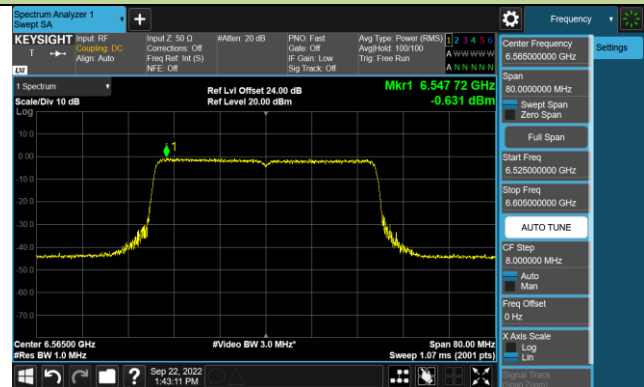 Spectrum Analyzer 1
Swept SA
Frequency
KEYSIGHT
Input: RF
Coupling: DC
Align: Auto
Input Z: 50 Ω
Corrections: Off
Freq Ref: Int (S)
NFE: Off
#Atten: 20 dB
PNO: Fast
Gate: Off
IF Gain: Low
Sig Track: Off
Avg Type: Power (RMS)
Avg|Hold: 100/100
Trig: Free Run
1 2 3 4 5 6
A W W W W W
A N N N N N
LXI
1 Spectrum
Scale/Div 10 dB
Log
Ref Lvl Offset 24.00 dB
Ref Level 20.00 dBm
Mkr1 6.547 72 GHz
-0.631 dBm
10.0
0.00
-10.0
-20.0
-30.0
-40.0
-50.0
-60.0
-70.0
1
Center 6.56500 GHz
#Res BW 1.0 MHz
#Video BW 3.0 MHz*
Span 80.00 MHz
Sweep 1.07 ms (2001 pts)
Sep 22, 2022
1:43:11 PM
Center Frequency
6.565000000 GHz
Settings
Span
80.0000000 MHz
Swept Span
Zero Span
Full Span
Start Freq
6.525000000 GHz
Stop Freq
6.605000000 GHz
AUTO TUNE
CF Step
8.000000 MHz
Auto
Man
Freq Offset
0 Hz
X Axis Scale
Log
Lin
Signal Track
(Span Zoom)